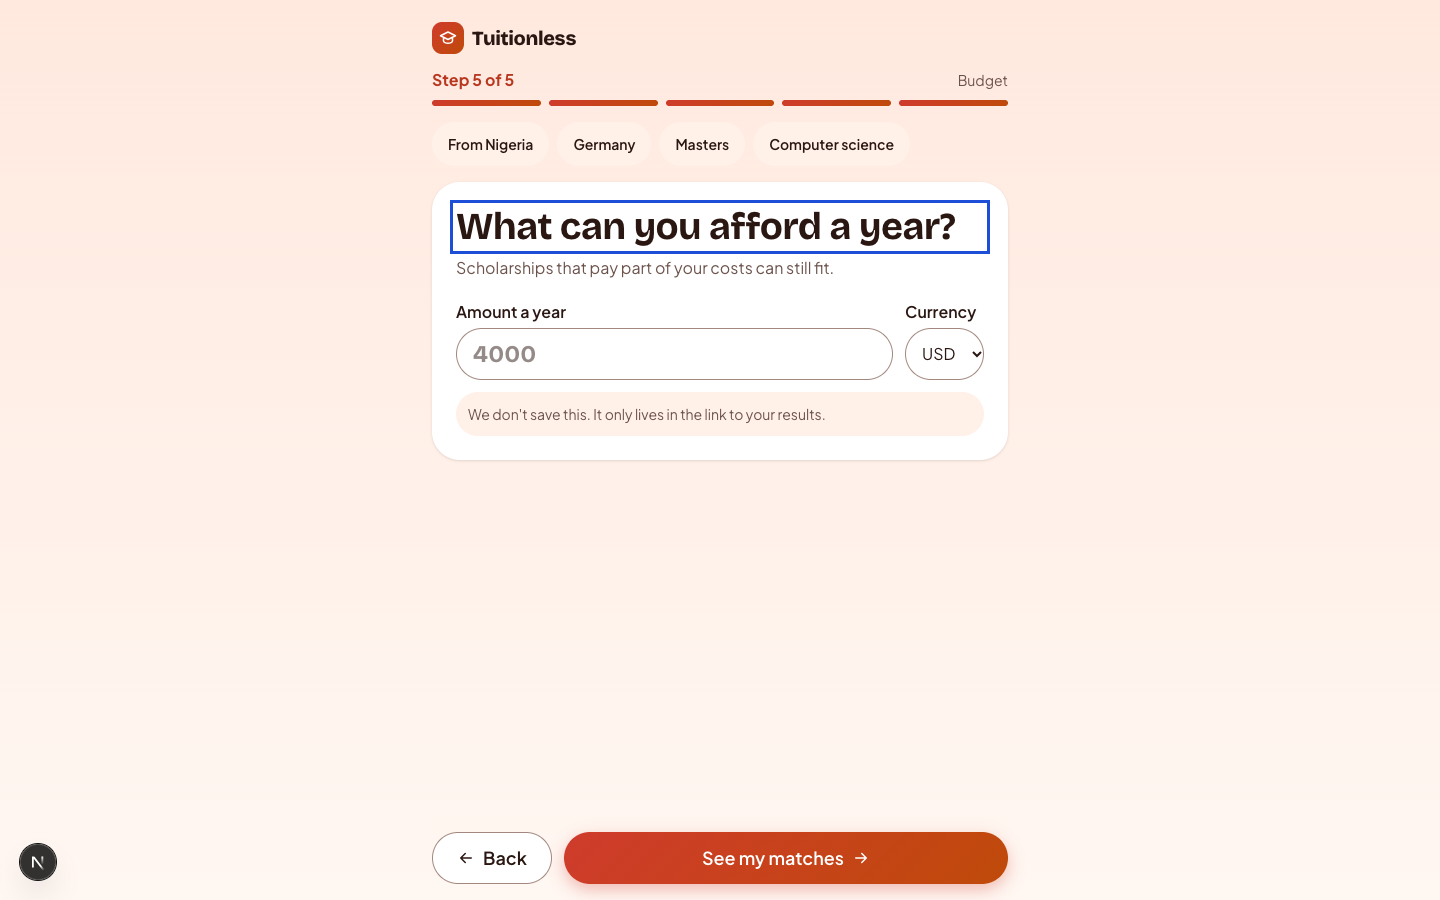 Tuitionless
Step 5 of 5
Budget
From Nigeria
Germany
Masters
Computer science
What can you afford a year?
Scholarships that pay part of your costs can still fit.
Amount a year
Currency
4000
USD
We don't save this. It only lives in the link to your results.
← Back
See my matches →
N